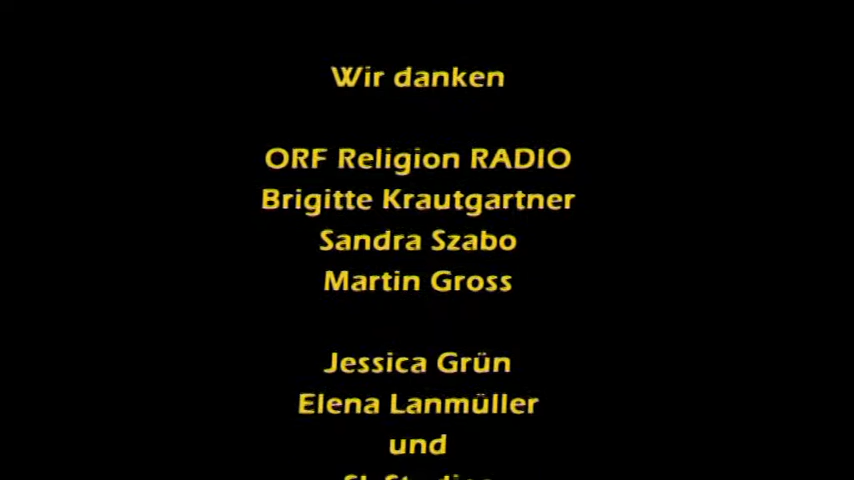 Wir danken
ORF Religion RADIO
Brigitte Krautgartner
Sandra Szabo
Martin Gross
Jessica Grün
Elena Lanmüller
und